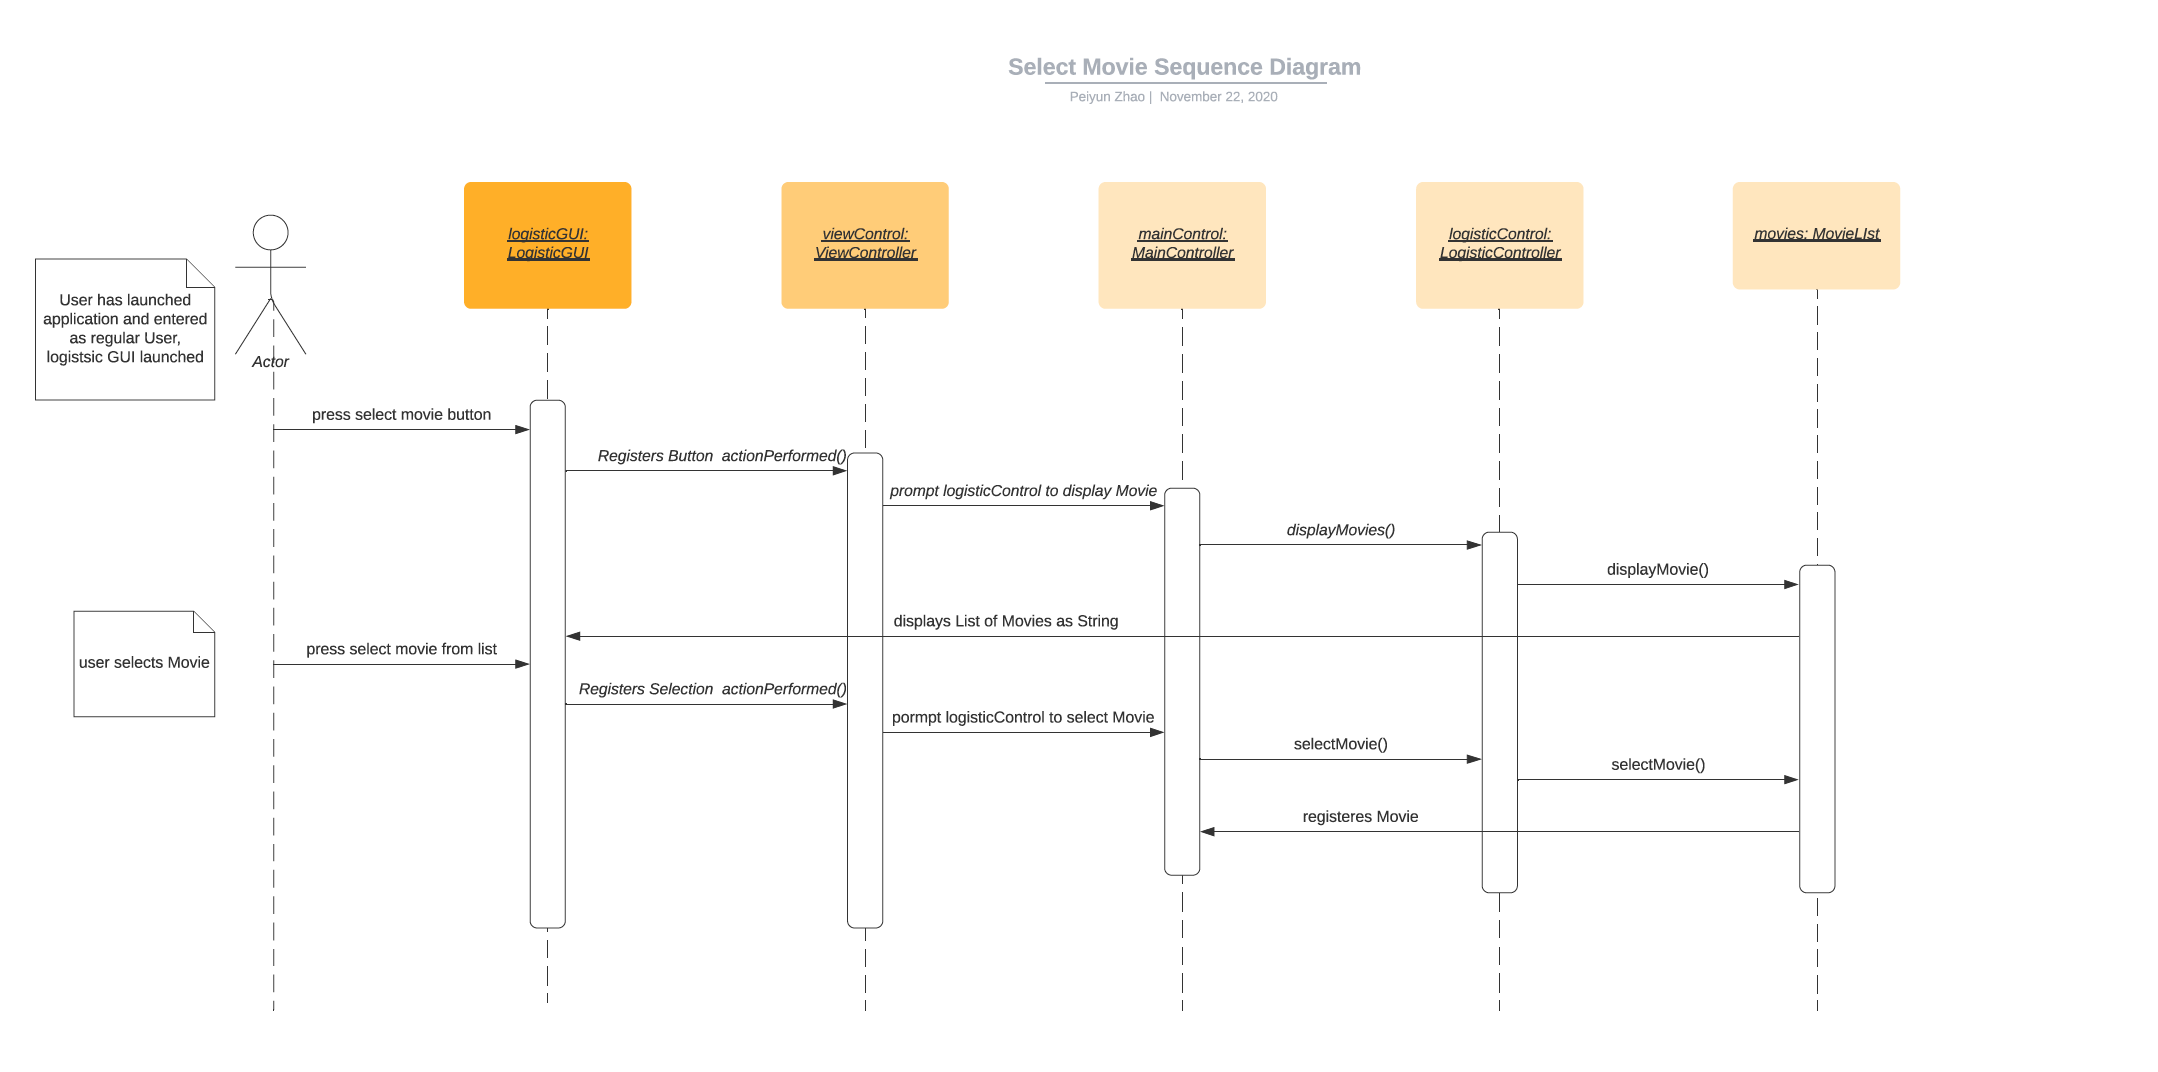 Select Movie Sequence Diagram
Peiyun Zhao | November 22, 2020
logisticGUI:
LogisticGUI
viewControl:
ViewController
mainControl:
MainController
logisticControl:
LogisticController
movies: MovieLIst
User has launched
application and entered
as regular User,
logistsic GUI launched
Actor
press select movie button
Registers Button actionPerformed()
prompt logisticControl to display Movie
displayMovies()
displayMovie()
displays List of Movies as String
user selects Movie
press select movie from list
Registers Selection actionPerformed()
pormpt logisticControl to select Movie
selectMovie()
selectMovie()
registeres Movie